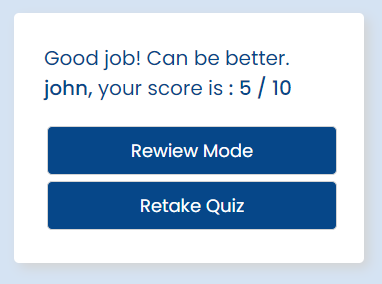 Good job! Can be better.
john, your score is : 5 / 10
Rewiew Mode
Retake Quiz